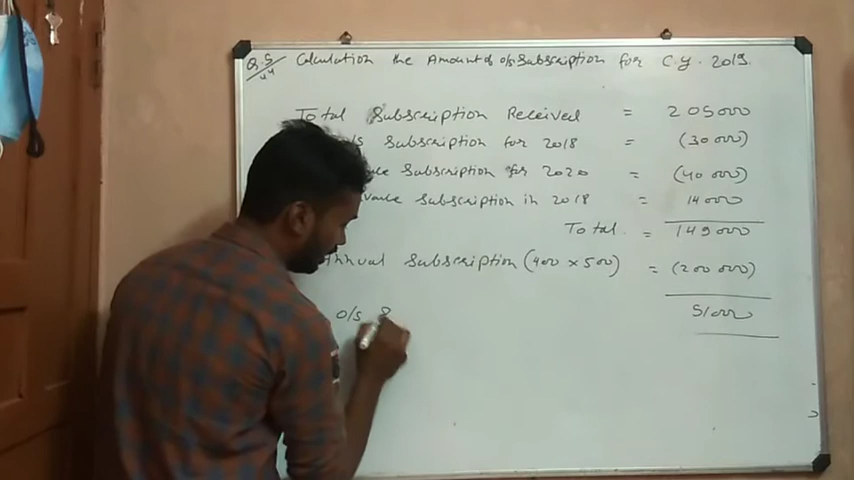 Q.5 Calculation the Amount of o/s Subscription for C.Y. 2019.
44
Total Subscription Received = 205000
Subscription for 2018 = (30000)
Subscription for 2020 = (40000)
Subscription in 2018 = 14000
Total = 149000
Annual Subscription (400 x 500) = (200000)
o/s S 51000